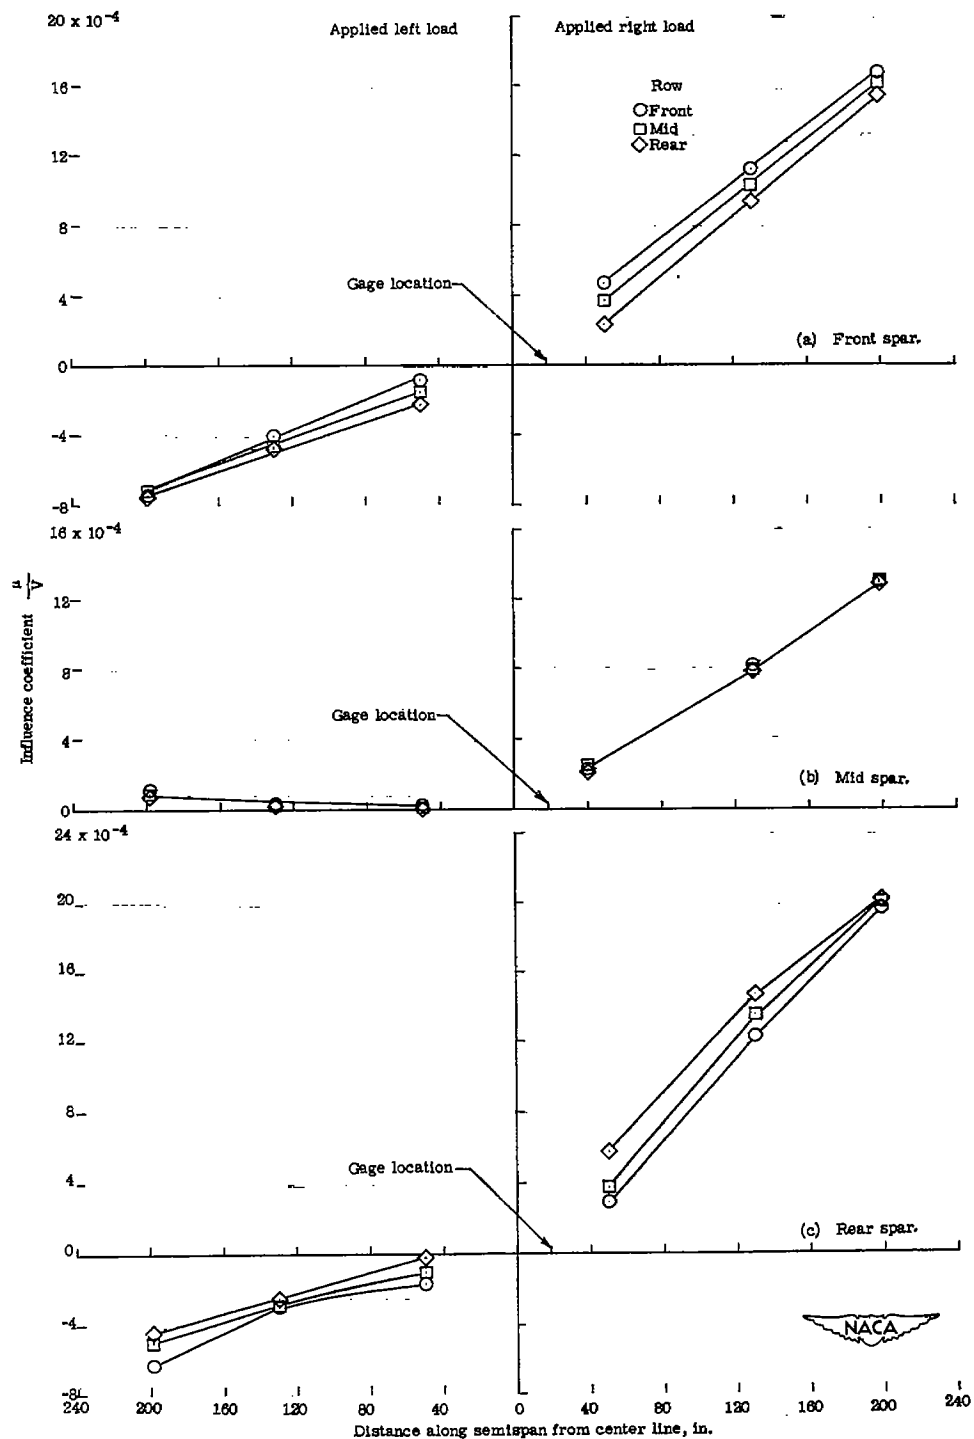 20 x 10-4
Applied left load
Applied right load
16
Row
Front
Mid
Rear
12
8
Gage location
4
(a) Front spar.
0
-4
-8
16 x 10-4
12
8
Gage location
4
(b) Mid spar.
0
Influence coefficient μ/V
24 x 10-4
20
16
12
8
Gage location
4
(c) Rear spar.
0
-4
NACA
-8
240 200 160 120 80 40 0 40 80 120 160 200 240
Distance along semispan from center line, in.